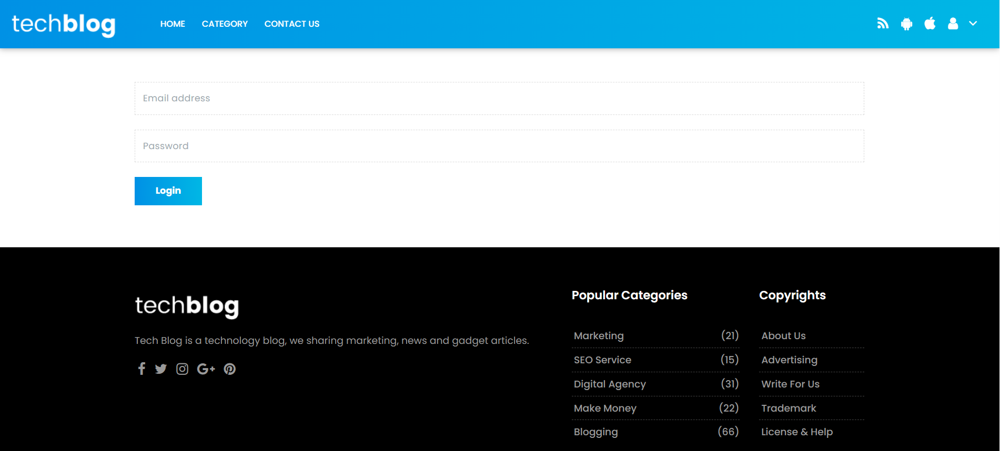 techblog
HOME CATEGORY CONTACT US
Email address
Password
Login
techblog
Tech Blog is a technology blog, we sharing marketing, news and gadget articles.
Popular Categories
Marketing (21)
SEO Service (15)
Digital Agency (31)
Make Money (22)
Blogging (66)
Copyrights
About Us
Advertising
Write For Us
Trademark
License & Help